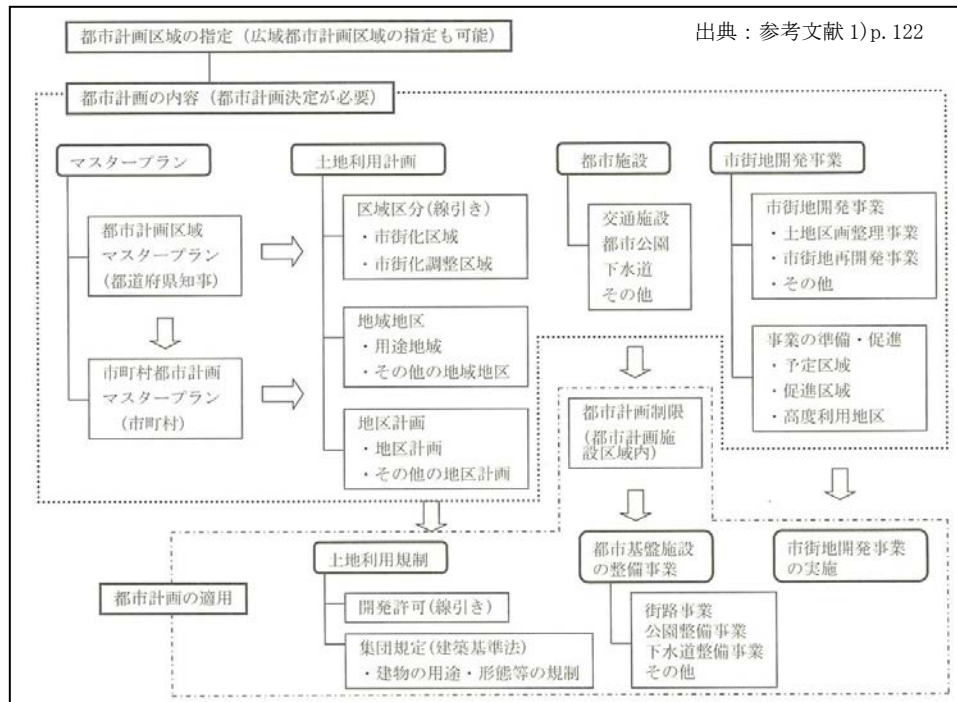 出典：参考文献 1)p.122
都市計画区域の指定（広域都市計画区域の指定も可能）
都市計画の内容（都市計画決定が必要）
マスタープラン
都市計画区域
マスタープラン
(都道府県知事)
市町村都市計画
マスタープラン
(市町村)
土地利用計画
区域区分(線引き)
・市街化区域
・市街化調整区域
地域地区
・用途地域
・その他の地域地区
地区計画
・地区計画
・その他の地区計画
都市施設
交通施設
都市公園
下水道
その他
市街地開発事業
市街地開発事業
・土地区画整理事業
・市街地再開発事業
・その他
事業の準備・促進
・予定区域
・促進区域
・高度利用地区
都市計画制限
(都市計画施
設区域内)
都市計画の適用
土地利用規制
開発許可(線引き)
集団規定(建築基準法)
・建物の用途・形態等の規制
都市基盤施設
の整備事業
街路事業
公園整備事業
下水道整備事業
その他
市街地開発事業
の実施